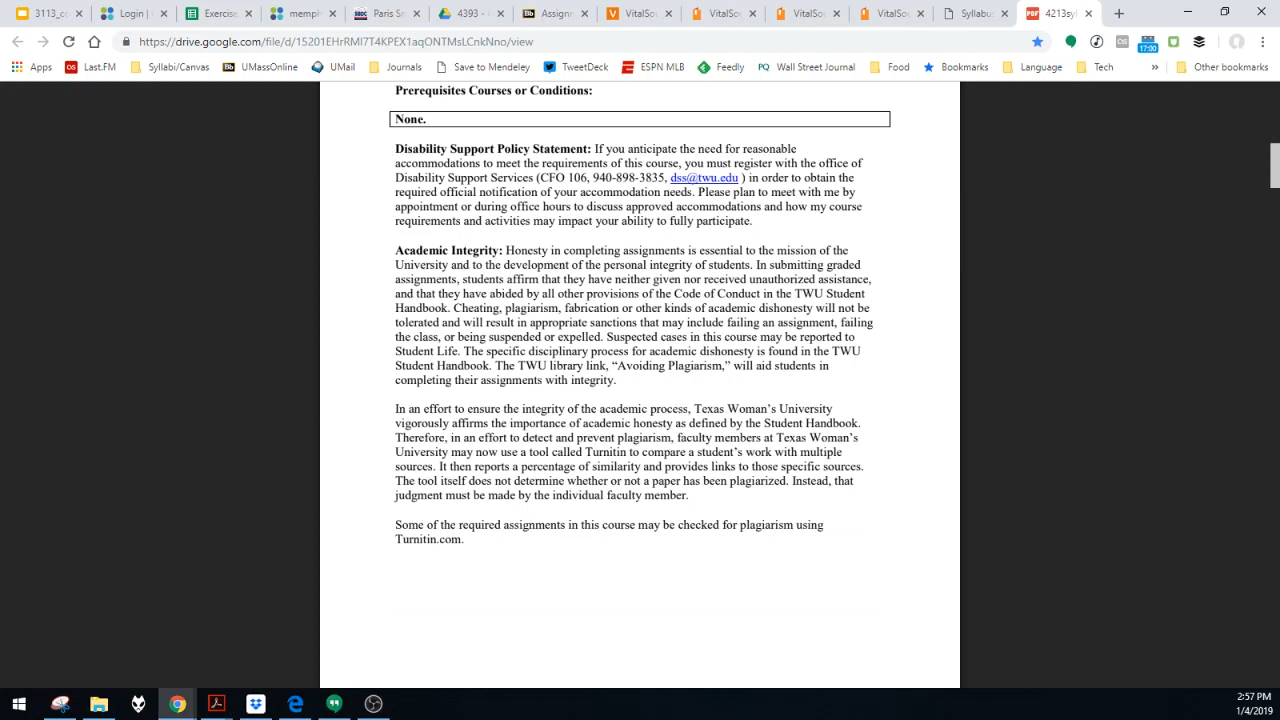 3113_c
Login
Exercise
memph
Paris Se
4393 -
Assignr
VitalSo
VitalSo
VitalSo
VitalSo
Syllabus
4213syl
https://drive.google.com/file/d/15201EHrRMI7T4KPEX1aqONTMsLCnkNno/view
17:00
Apps
Last.FM
Syllabi/Canvas
UMassOnline
UMail
Journals
Save to Mendeley
TweetDeck
ESPN MLB
Feedly
Wall Street Journal
Food
Bookmarks
Language
Tech
»
Other bookmarks
Prerequisites Courses or Conditions:
None.
Disability Support Policy Statement: If you anticipate the need for reasonable
accommodations to meet the requirements of this course, you must register with the office of
Disability Support Services (CFO 106, 940-898-3835, dss@twu.edu ) in order to obtain the
required official notification of your accommodation needs. Please plan to meet with me by
appointment or during office hours to discuss approved accommodations and how my course
requirements and activities may impact your ability to fully participate.
Academic Integrity: Honesty in completing assignments is essential to the mission of the
University and to the development of the personal integrity of students. In submitting graded
assignments, students affirm that they have neither given nor received unauthorized assistance,
and that they have abided by all other provisions of the Code of Conduct in the TWU Student
Handbook. Cheating, plagiarism, fabrication or other kinds of academic dishonesty will not be
tolerated and will result in appropriate sanctions that may include failing an assignment, failing
the class, or being suspended or expelled. Suspected cases in this course may be reported to
Student Life. The specific disciplinary process for academic dishonesty is found in the TWU
Student Handbook. The TWU library link, “Avoiding Plagiarism,” will aid students in
completing their assignments with integrity.
In an effort to ensure the integrity of the academic process, Texas Woman’s University
vigorously affirms the importance of academic honesty as defined by the Student Handbook.
Therefore, in an effort to detect and prevent plagiarism, faculty members at Texas Woman’s
University may now use a tool called Turnitin to compare a student’s work with multiple
sources. It then reports a percentage of similarity and provides links to those specific sources.
The tool itself does not determine whether or not a paper has been plagiarized. Instead, that
judgment must be made by the individual faculty member.
Some of the required assignments in this course may be checked for plagiarism using
Turnitin.com.
2:57 PM
1/4/2019